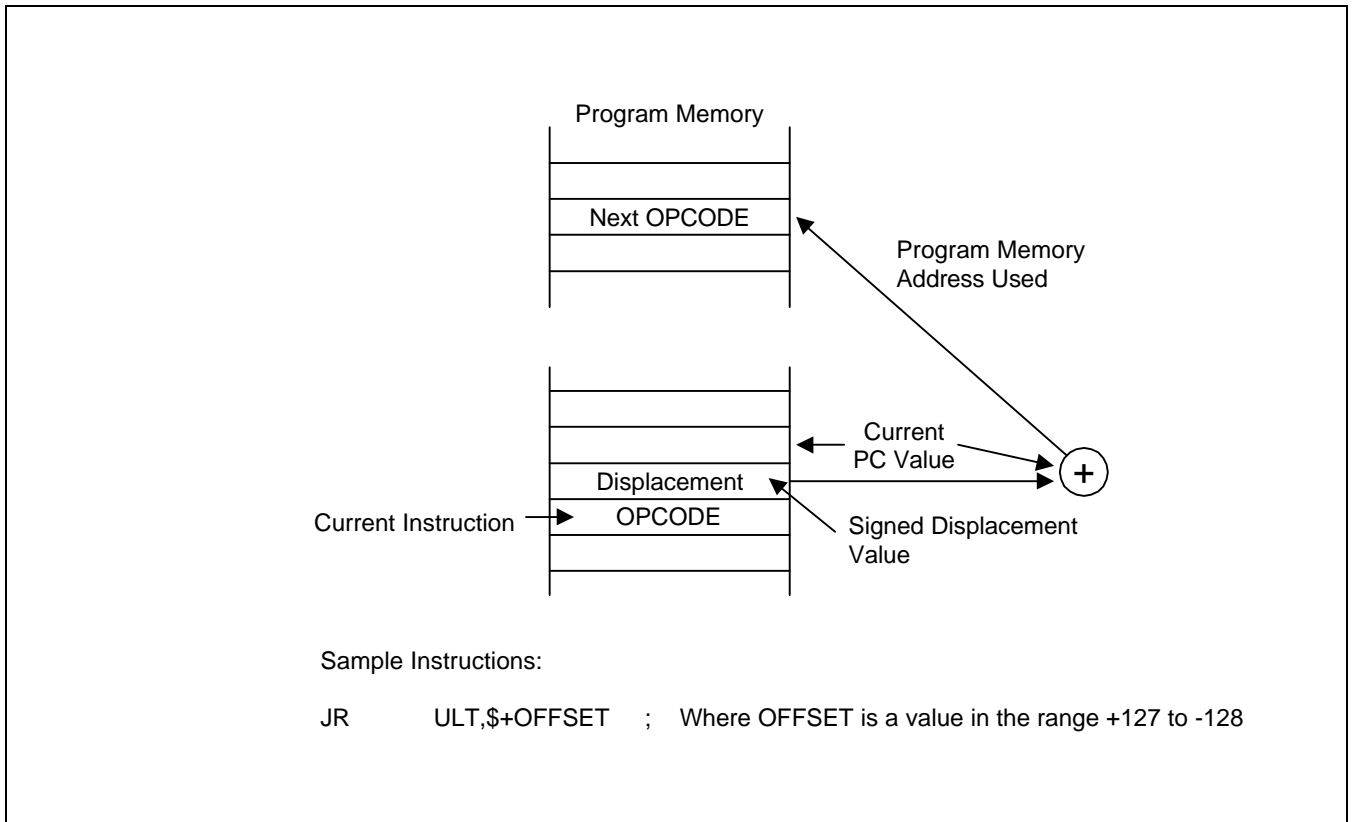 Program Memory
Next OPCODE
Program Memory
Address Used
Current
PC Value
Displacement
+
Current Instruction
OPCODE
Signed Displacement
Value
Sample Instructions:
JR ULT,$+OFFSET ; Where OFFSET is a value in the range +127 to -128